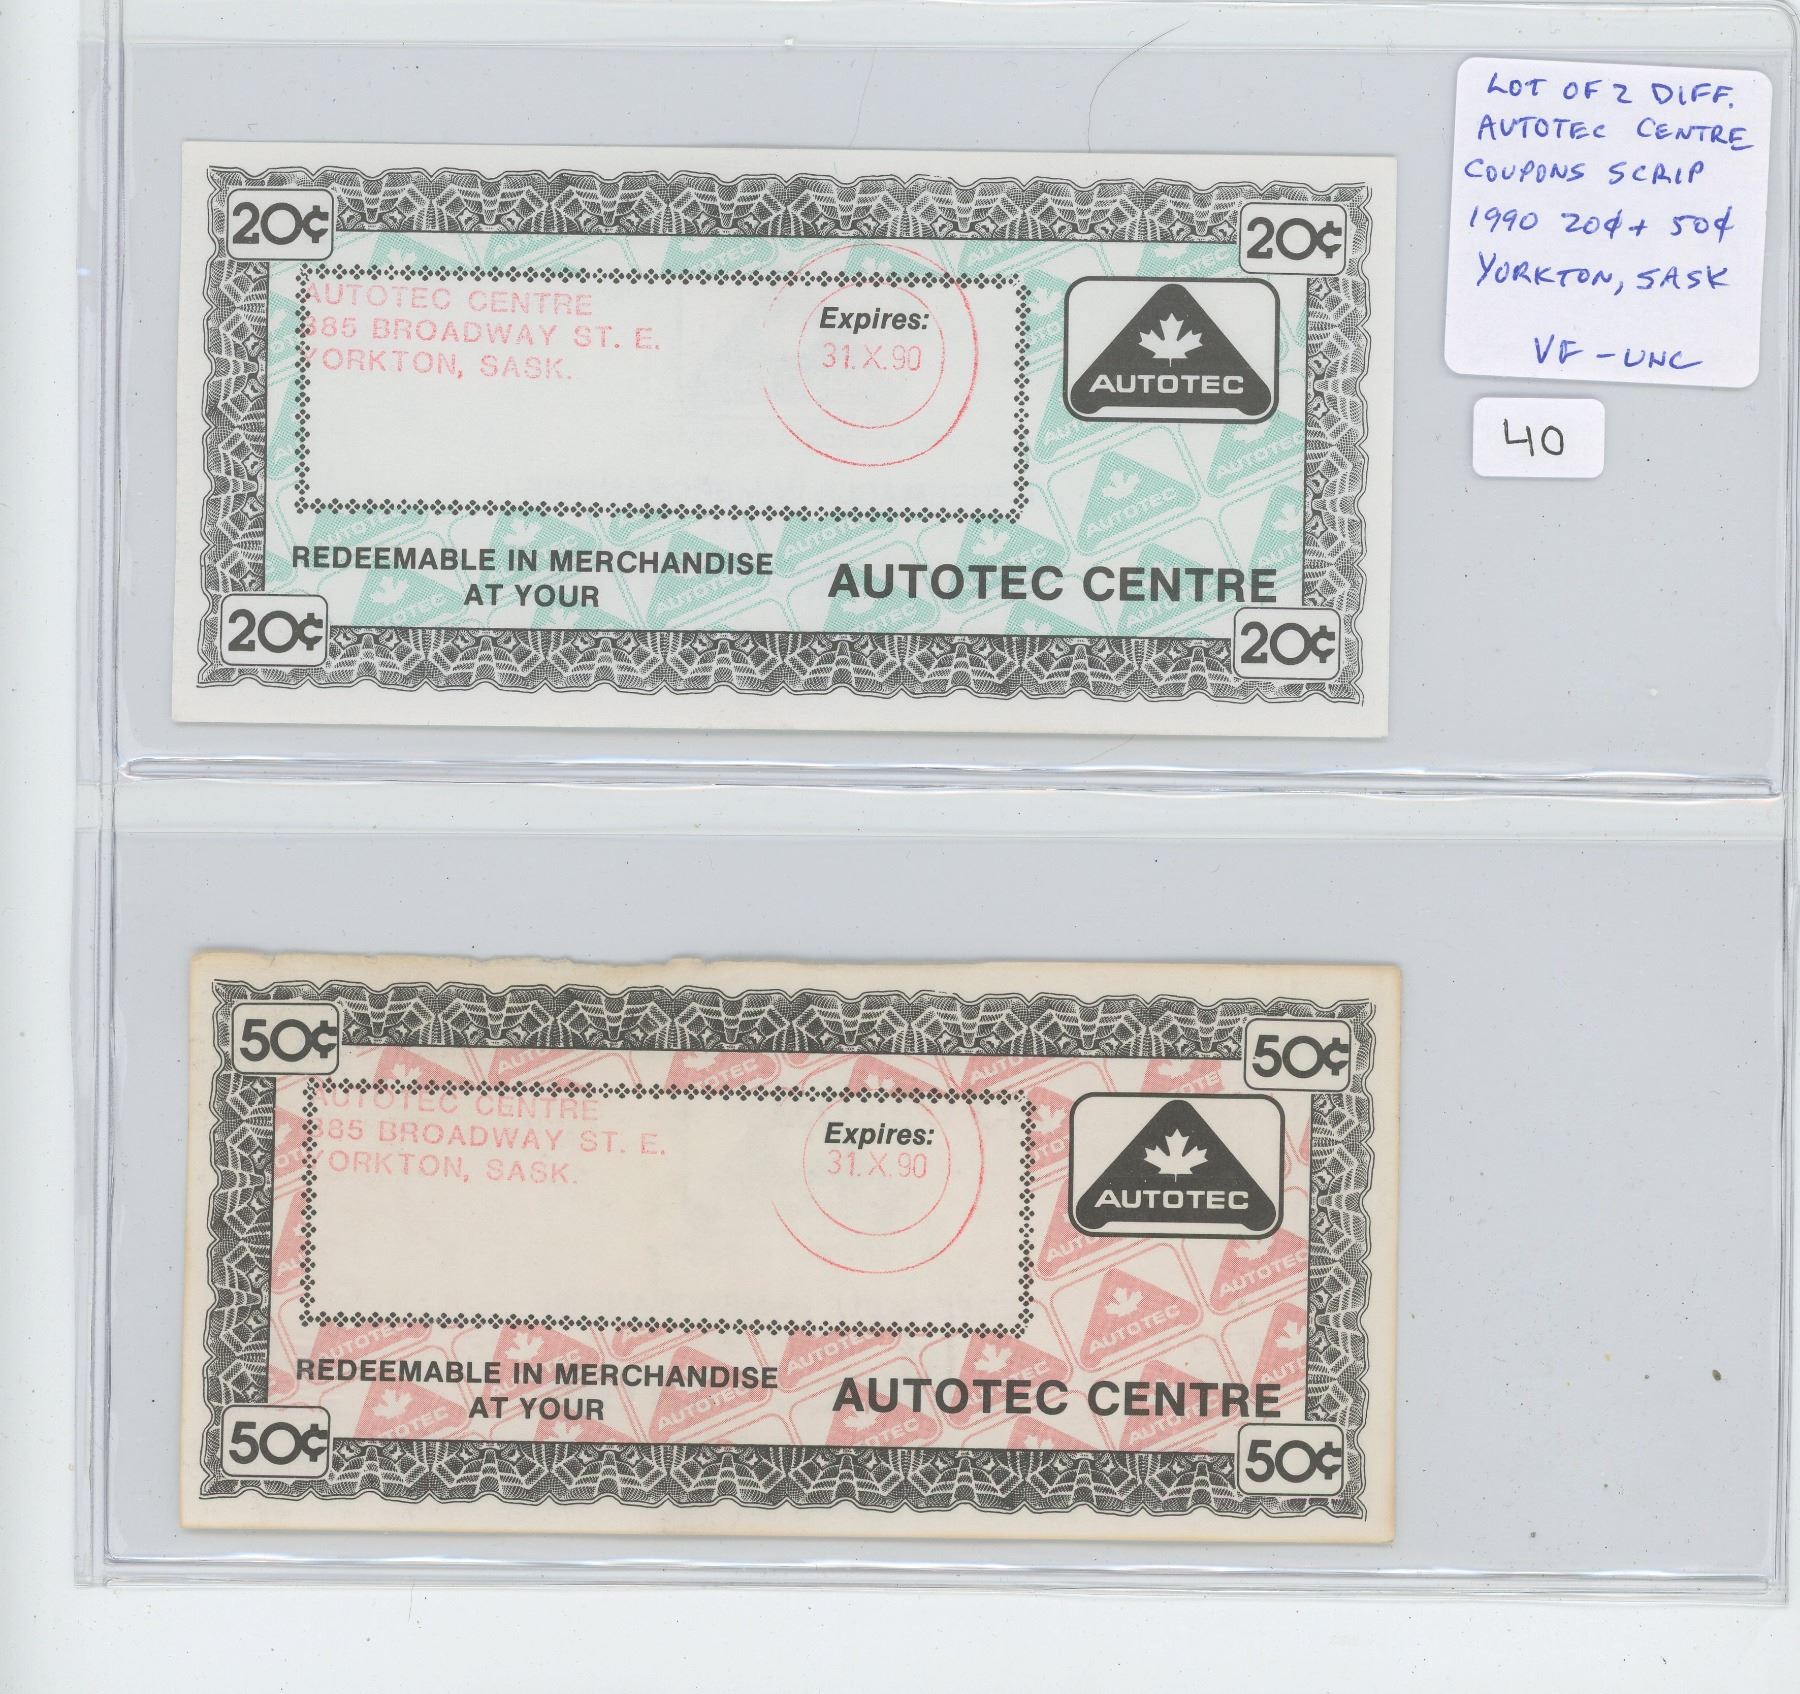 LOT OF 2 DIFF.
AUTOTEC CENTRE
COUPONS SCRIP
1990 20¢ + 50¢
YORKTON, SASK
VF - UNC
40
20¢
20¢
AUTOTEC CENTRE
385 BROADWAY ST. E.
YORKTON, SASK.
Expires:
31.X.90
AUTOTEC
REDEEMABLE IN MERCHANDISE
AT YOUR
AUTOTEC CENTRE
20¢
20¢
50¢
50¢
AUTOTEC CENTRE
385 BROADWAY ST. E.
YORKTON, SASK.
Expires:
31.X.90
AUTOTEC
REDEEMABLE IN MERCHANDISE
AT YOUR
AUTOTEC CENTRE
50¢
50¢